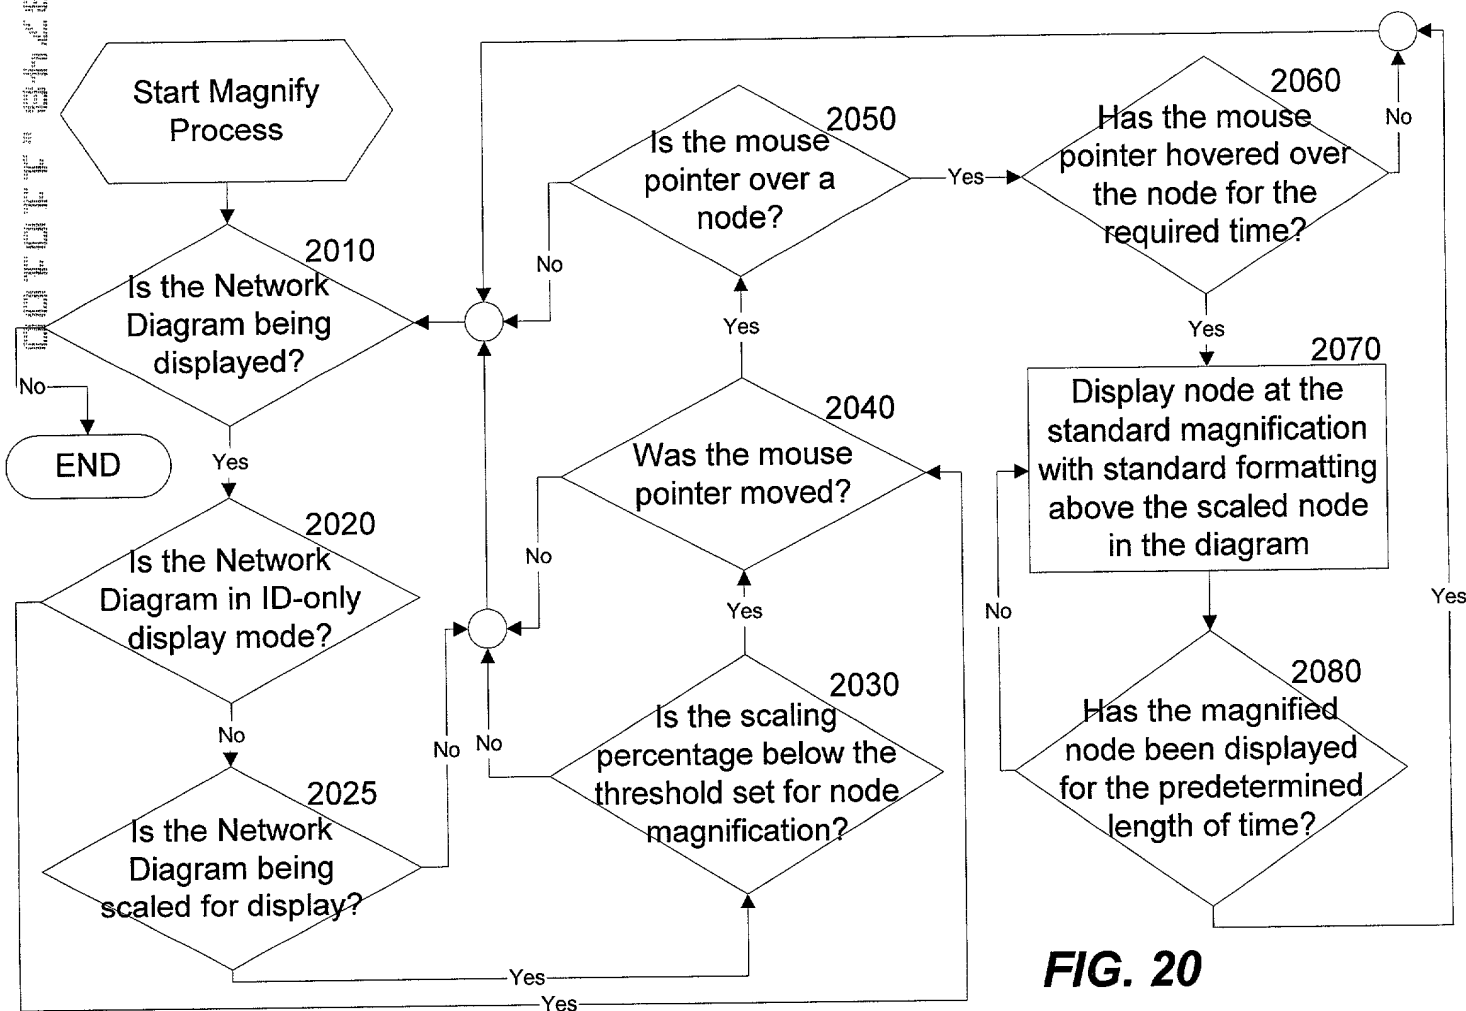 Start Magnify
Process
2010
Is the Network
Diagram being
displayed?
No
END
Yes
2020
Is the Network
Diagram in ID-only
display mode?
No
2025
Is the Network
Diagram being
scaled for display?
No
Yes
Yes
2030
Is the scaling
percentage below the
threshold set for node
magnification?
No
Yes
2040
Was the mouse
pointer moved?
No
Yes
2050
Is the mouse
pointer over a
node?
No
Yes
2060
Has the mouse
pointer hovered over
the node for the
required time?
No
Yes
2070
Display node at the
standard magnification
with standard formatting
above the scaled node
in the diagram
2080
Has the magnified
node been displayed
for the predetermined
length of time?
No
Yes
FIG. 20